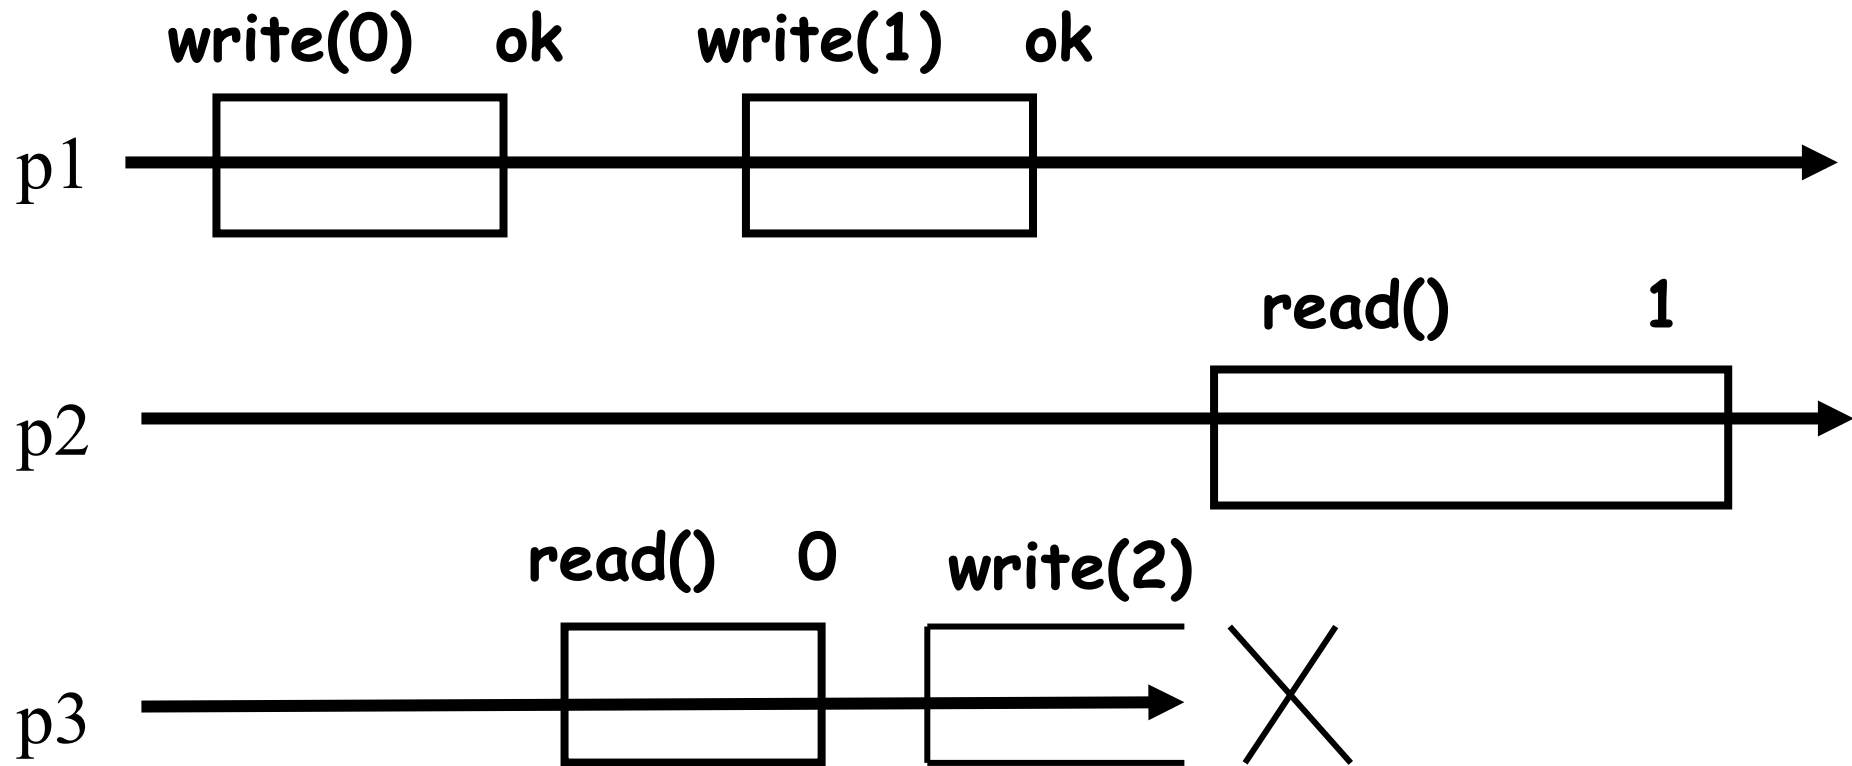 write(0) ok write(1) ok
p1
read() 1
p2
read() 0 write(2)
p3